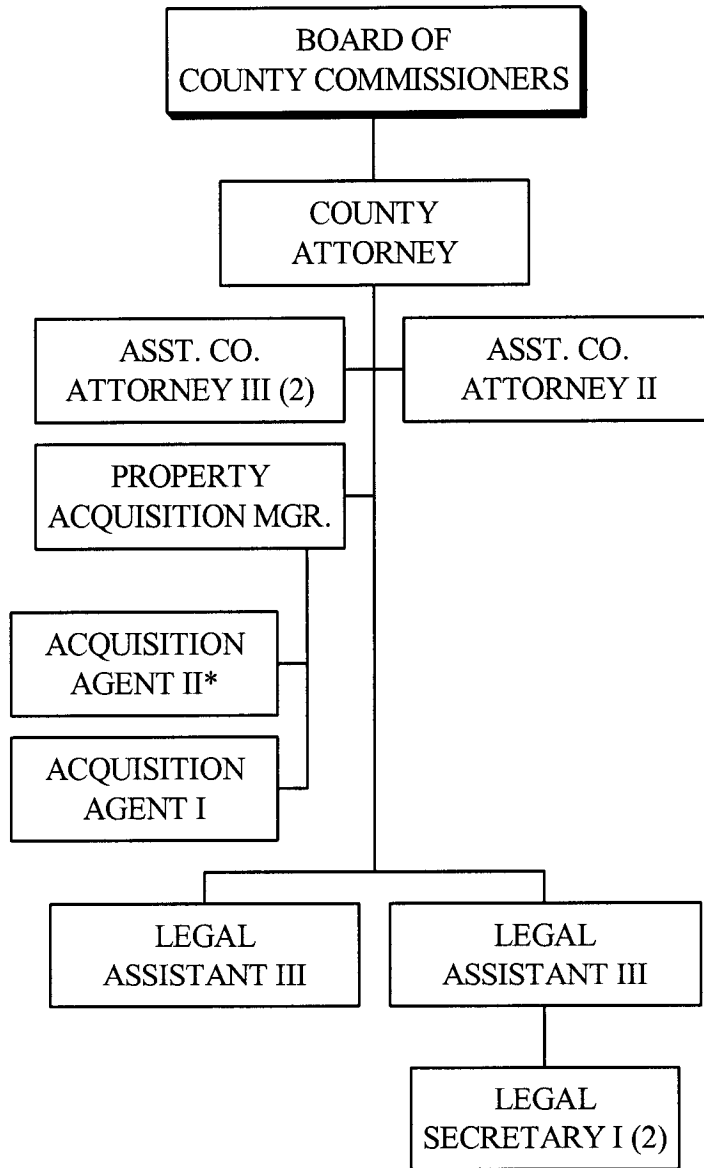 BOARD OF
COUNTY COMMISSIONERS
COUNTY
ATTORNEY
ASST. CO.
ATTORNEY III (2)
ASST. CO.
ATTORNEY II
PROPERTY
ACQUISITION MGR.
ACQUISITION
AGENT II*
ACQUISITION
AGENT I
LEGAL
ASSISTANT III
LEGAL
ASSISTANT III
LEGAL
SECRETARY I (2)